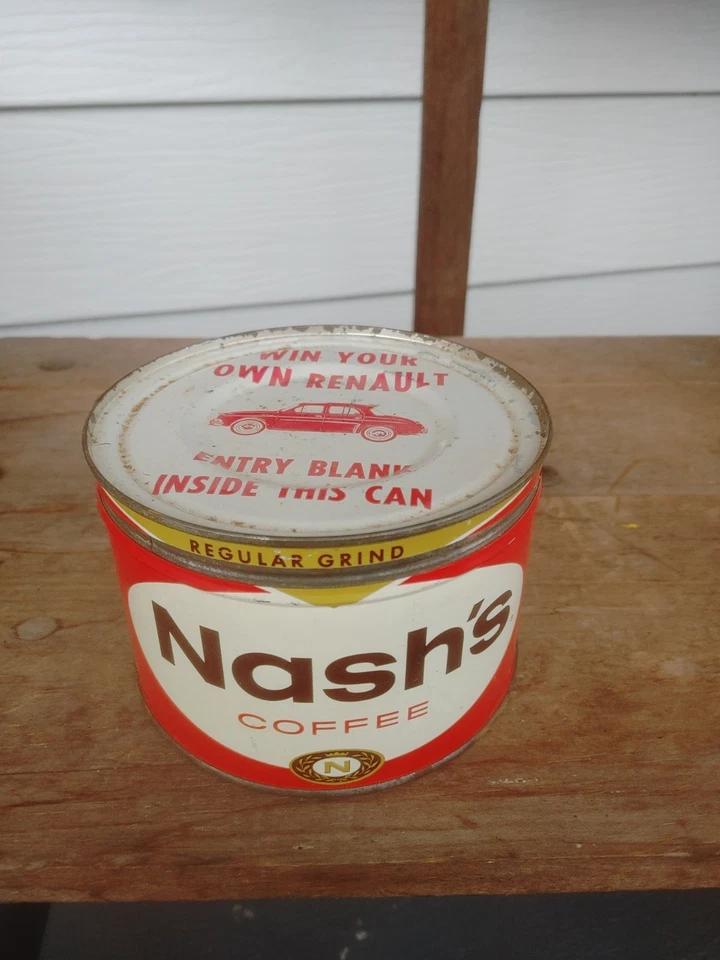 WIN YOUR
OWN RENAULT
ENTRY BLANK
INSIDE THIS CAN
REGULAR GRIND
Nash's
COFFEE
N